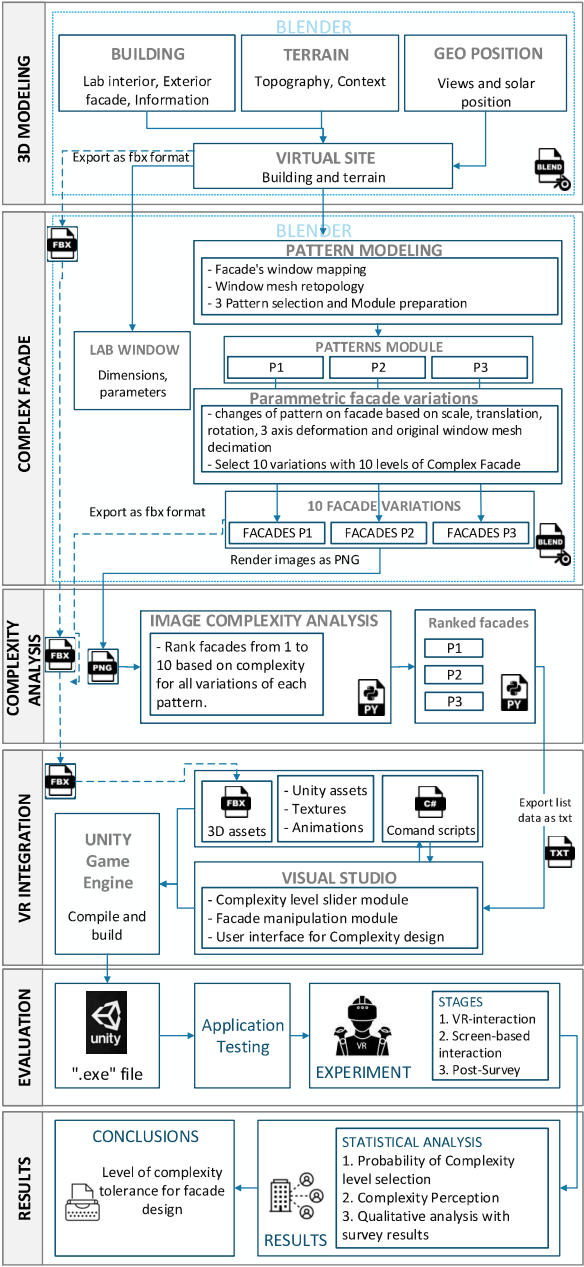 3D MODELING
BLENDER
BUILDING
Lab interior, Exterior
facade, Information
TERRAIN
Topography, Context
GEO POSITION
Views and solar
position
Export as fbx format
VIRTUAL SITE
Building and terrain
BLEND
COMPLEX FACADE
FBX
BLENDER
PATTERN MODELING
- Facade's window mapping
- Window mesh retopology
- 3 Pattern selection and Module preparation
LAB WINDOW
Dimensions,
parameters
PATTERNS MODULE
P1
P2
P3
Parammetric facade variations
- changes of pattern on facade based on scale, translation,
rotation, 3 axis deformation and original window mesh
decimation
- Select 10 variations with 10 levels of Complex Facade
Export as fbx format
10 FACADE VARIATIONS
FACADES P1
FACADES P2
FACADES P3
BLEND
Render images as PNG
COMPLEXITY
ANALYSIS
FBX
PNG
IMAGE COMPLEXITY ANALYSIS
- Rank facades from 1 to
10 based on complexity
for all variations of each
pattern.
PY
Ranked facades
P1
P2
P3
PY
VR INTEGRATION
FBX
FBX
3D assets
- Unity assets
- Textures
- Animations
C#
Comand scripts
Export list
data as txt
TXT
UNITY
Game
Engine
Compile and
build
VISUAL STUDIO
- Complexity level slider module
- Facade manipulation module
- User interface for Complexity design
EVALUATION
unity
".exe" file
Application
Testing
VR
EXPERIMENT
STAGES
1. VR-interaction
2. Screen-based
interaction
3. Post-Survey
RESULTS
CONCLUSIONS
Level of complexity
tolerance for facade
design
RESULTS
STATISTICAL ANALYSIS
1. Probability of Complexity
level selection
2. Complexity Perception
3. Qualitative analysis with
survey results